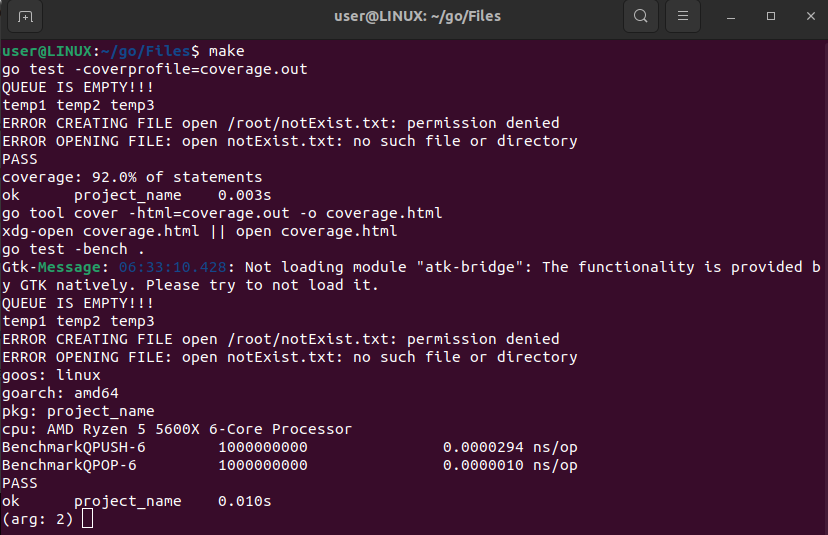 user@LINUX: ~/go/Files
user@LINUX:~/go/Files$ make
go test -coverprofile=coverage.out
QUEUE IS EMPTY!!!
temp1 temp2 temp3
ERROR CREATING FILE open /root/notExist.txt: permission denied
ERROR OPENING FILE: open notExist.txt: no such file or directory
PASS
coverage: 92.0% of statements
ok      project_name    0.003s
go tool cover -html=coverage.out -o coverage.html
xdg-open coverage.html || open coverage.html
go test -bench .
Gtk-Message: 06:33:10.428: Not loading module "atk-bridge": The functionality is provided b
y GTK natively. Please try to not load it.
QUEUE IS EMPTY!!!
temp1 temp2 temp3
ERROR CREATING FILE open /root/notExist.txt: permission denied
ERROR OPENING FILE: open notExist.txt: no such file or directory
goos: linux
goarch: amd64
pkg: project_name
cpu: AMD Ryzen 5 5600X 6-Core Processor
BenchmarkQPUSH-6        1000000000               0.0000294 ns/op
BenchmarkQPOP-6         1000000000               0.0000010 ns/op
PASS
ok      project_name    0.010s
(arg: 2)